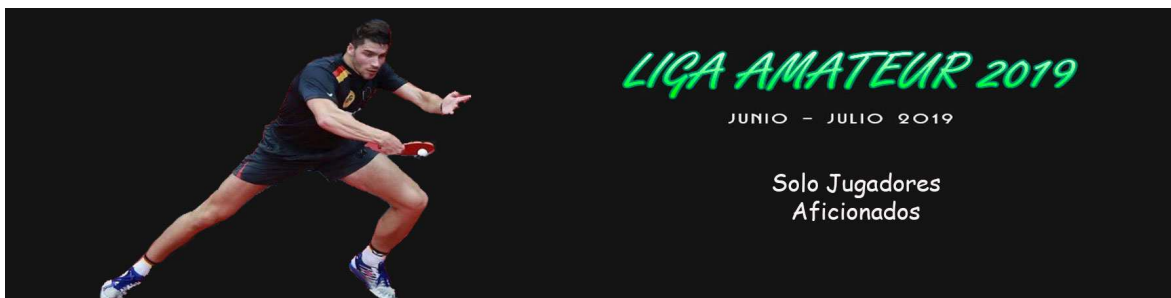 LIGA AMATEUR 2019
JUNIO - JULIO 2019
Solo Jugadores
Aficionados